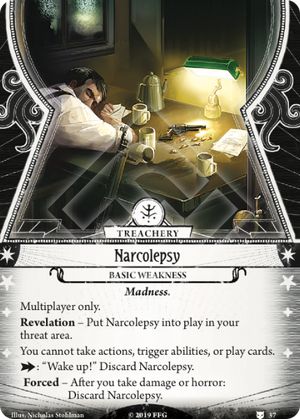 TREACHERY
Narcolepsy
BASIC WEAKNESS
Madness.
Multiplayer only.
Revelation – Put Narcolepsy into play in your
threat area.
You cannot take actions, trigger abilities, or play cards.
: “Wake up!” Discard Narcolepsy.
Forced – After you take damage or horror:
Discard Narcolepsy.
Illus. Nicholas Stohlman
© 2019 FFG
37